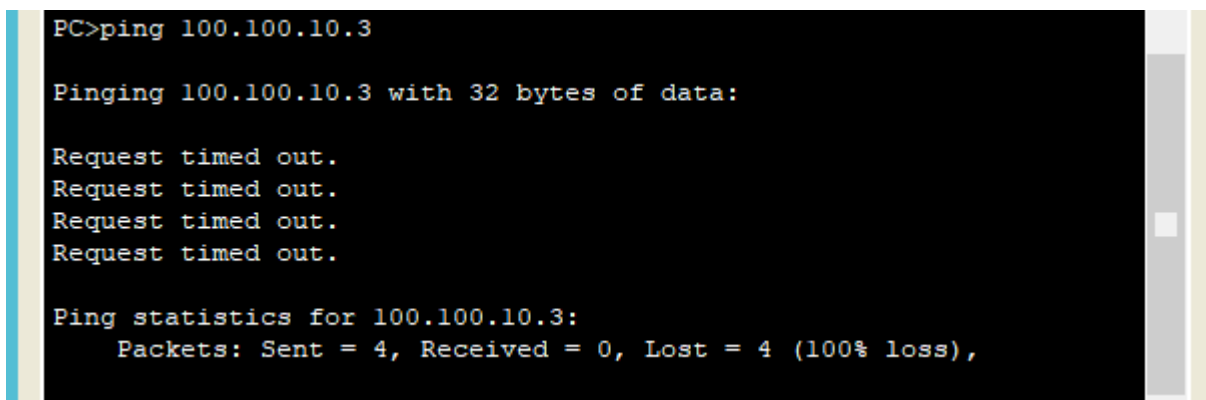 PC>ping 100.100.10.3
Pinging 100.100.10.3 with 32 bytes of data:
Request timed out.
Request timed out.
Request timed out.
Request timed out.
Ping statistics for 100.100.10.3:
Packets: Sent = 4, Received = 0, Lost = 4 (100% loss),